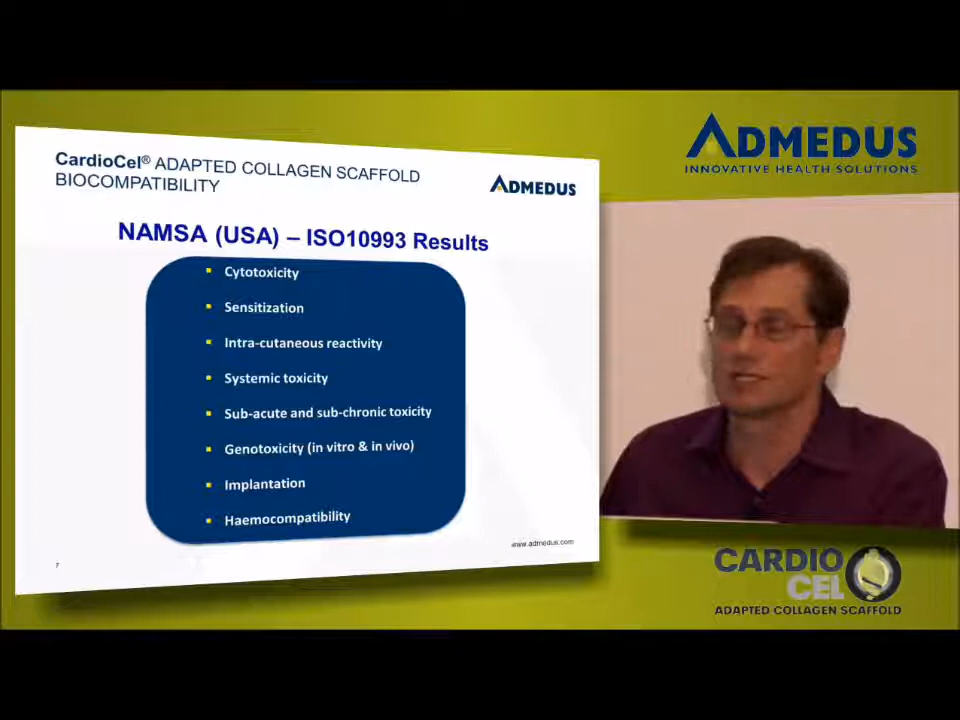 CardioCel® ADAPTED COLLAGEN SCAFFOLD
BIOCOMPATIBILITY
ADMEDUS
NAMSA (USA) – ISO10993 Results
Cytotoxicity
Sensitization
Intra-cutaneous reactivity
Systemic toxicity
Sub-acute and sub-chronic toxicity
Genotoxicity (in vitro & in vivo)
Implantation
Haemocompatibility
www.admedus.com
7
ADMEDUS
INNOVATIVE HEALTH SOLUTIONS
CARDIO
CEL
ADAPTED COLLAGEN SCAFFOLD